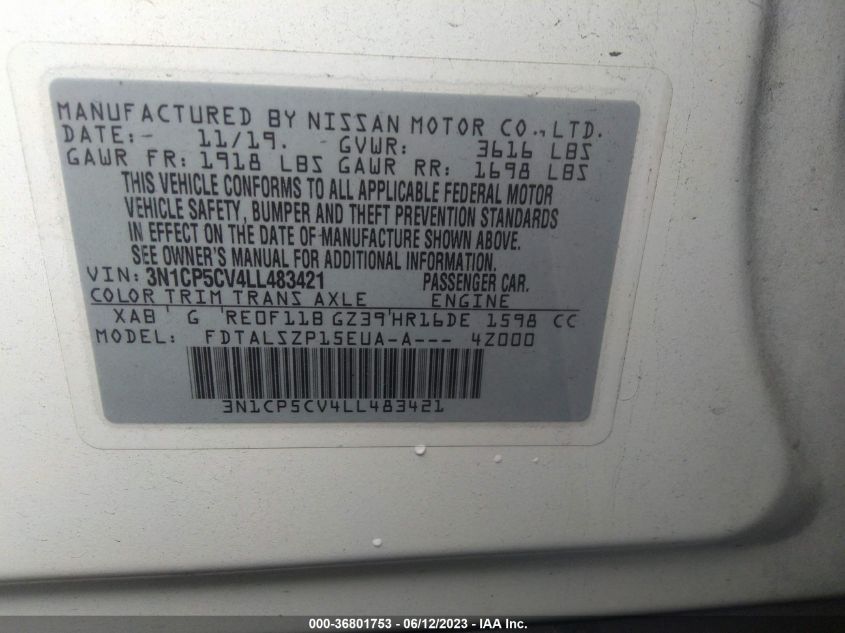 MANUFACTURED BY NISSAN MOTOR CO., LTD.
DATE:- 11/19. GVWR: 3616 LBS
GAWR FR: 1918 LBS GAWR RR: 1698 LBS
THIS VEHICLE CONFORMS TO ALL APPLICABLE FEDERAL MOTOR
VEHICLE SAFETY, BUMPER AND THEFT PREVENTION STANDARDS
IN EFFECT ON THE DATE OF MANUFACTURE SHOWN ABOVE.
SEE OWNER'S MANUAL FOR ADDITIONAL INFORMATION.
VIN: 3N1CP5CV4LL483421 PASSENGER CAR.
COLOR TRIM TRANS AXLE ENGINE
XAB' G 'RE0F11B GZ39'HR16DE 1598 CC
MODEL: FDTALSZP15EUA-A--- 4Z000
3N1CP5CV4LL483421
000-36801753 - 06/12/2023 - IAA Inc.